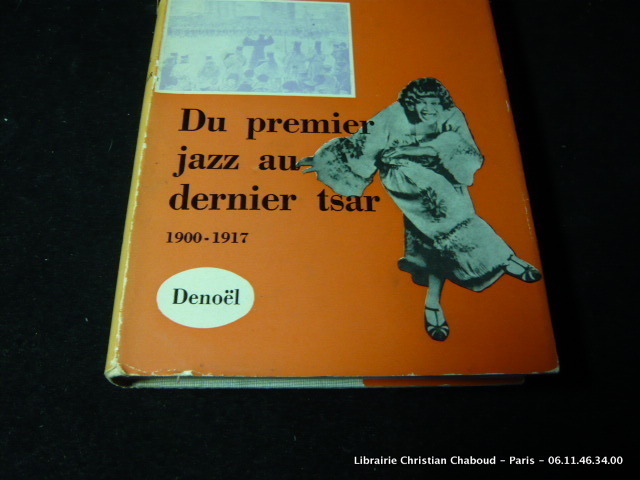 Du premier
jazz au
dernier tsar
1900-1917
Denoël
Librairie Christian Chaboud - Paris - 06.11.46.34.00